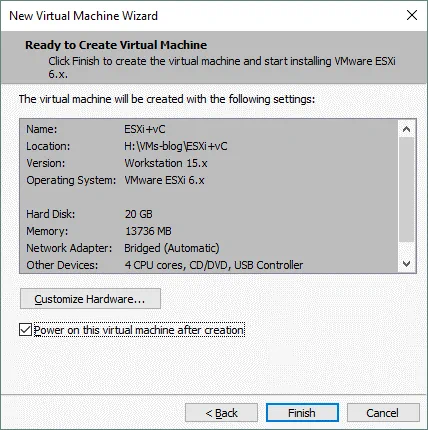 New Virtual Machine Wizard
Ready to Create Virtual Machine
Click Finish to create the virtual machine and start installing VMware ESXi
6.x.
The virtual machine will be created with the following settings:
Name: ESXi+vC
Location: H:\VMs-blog\ESXi+vC
Version: Workstation 15.x
Operating System: VMware ESXi 6.x
Hard Disk: 20 GB
Memory: 13736 MB
Network Adapter: Bridged (Automatic)
Other Devices: 4 CPU cores, CD/DVD, USB Controller
Customize Hardware...
Power on this virtual machine after creation
< Back Finish Cancel